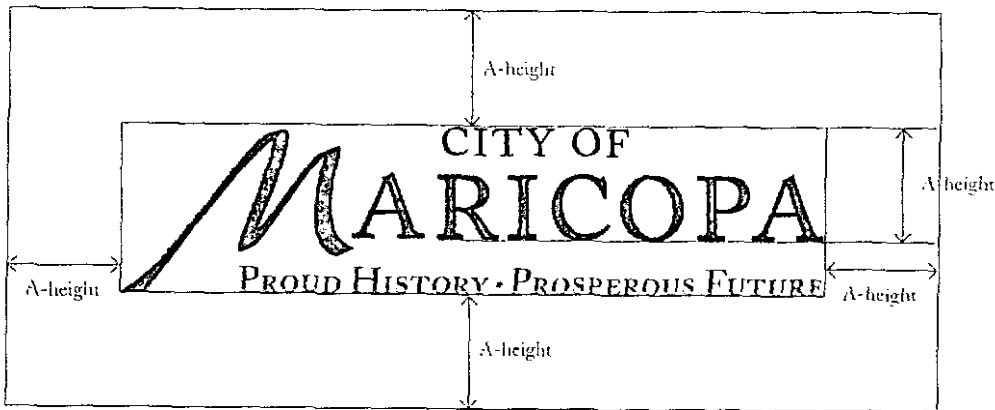 A-height
CITY OF
MARICOPA
A-height
PROUD HISTORY · PROSPEROUS FUTURE
A-height
A-height
A-height